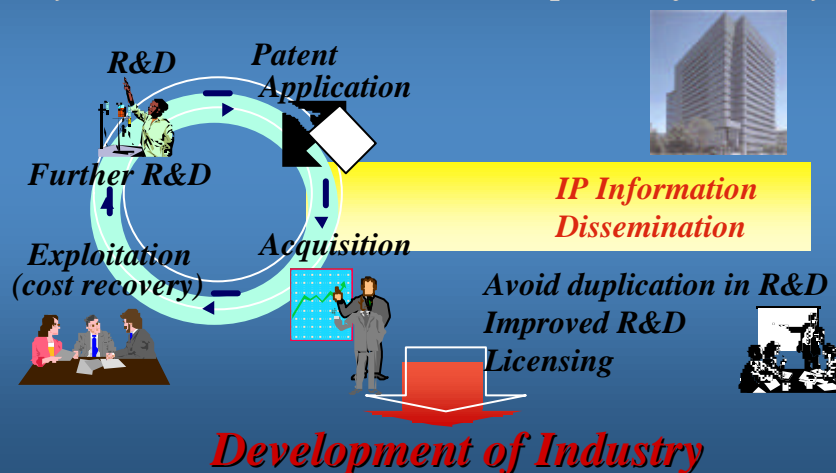 R&D
Patent
Application
Further R&D
IP Information
Dissemination
Acquisition
Exploitation
(cost recovery)
Avoid duplication in R&D
Improved R&D
Licensing
Development of Industry